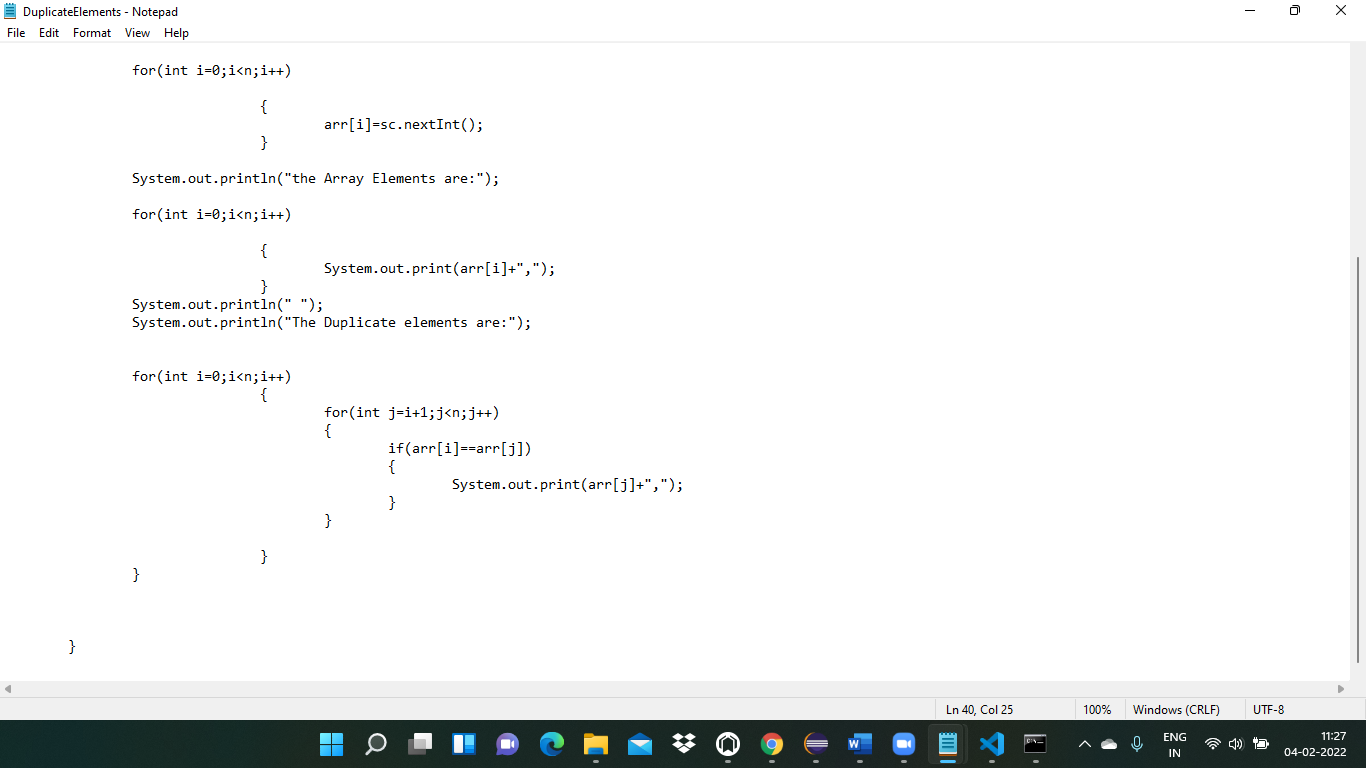 DuplicateElements - Notepad
File Edit Format View Help
for(int i=0;i<n;i++)
{
arr[i]=sc.nextInt();
}
System.out.println("the Array Elements are:");
for(int i=0;i<n;i++)
{
System.out.print(arr[i]+",");
}
System.out.println(" ");
System.out.println("The Duplicate elements are:");
for(int i=0;i<n;i++)
{
for(int j=i+1;j<n;j++)
{
if(arr[i]==arr[j])
{
System.out.print(arr[j]+",");
}
}
}
}
}
Ln 40, Col 25 100% Windows (CRLF) UTF-8
ENG
IN
11:27
04-02-2022